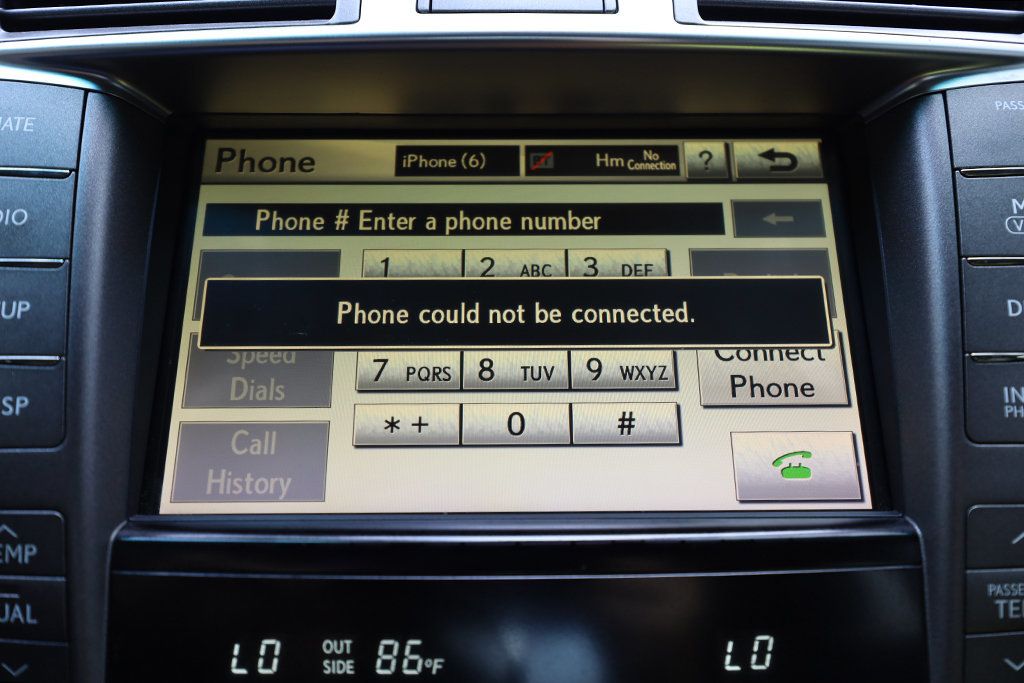 Phone iPhone (6) Hm No Connection ?
Phone # Enter a phone number
1 2 ABC 3 DEF
Phone could not be connected.
Speed Dials
7 PQRS 8 TUV 9 WXYZ
Connect Phone
* + 0 #
Call History
LO OUT SIDE 86°F LO